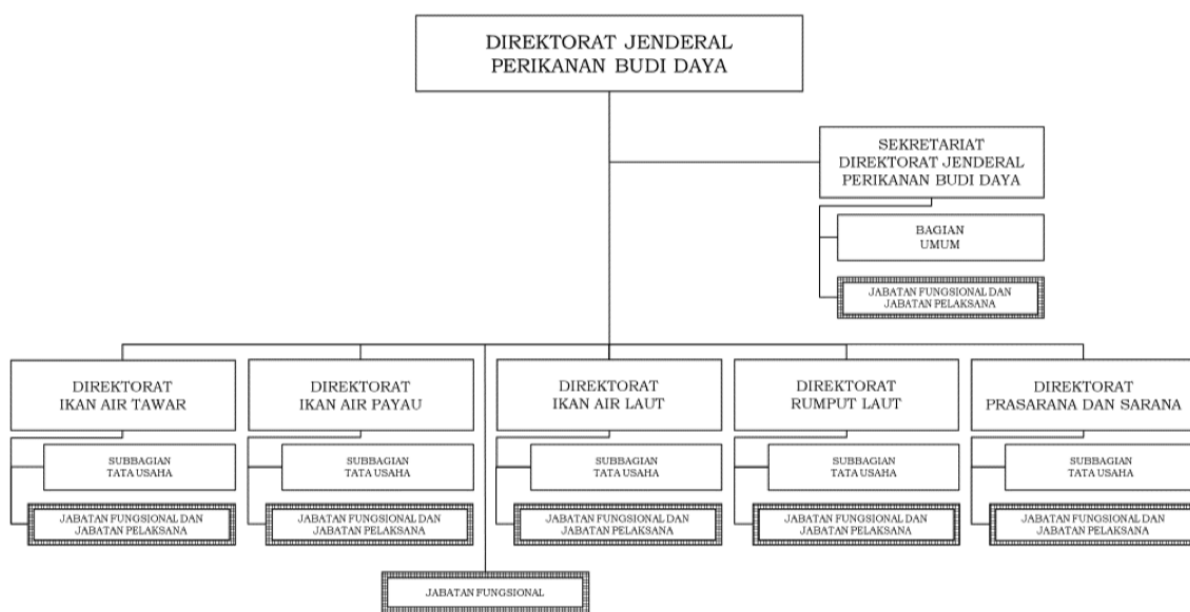 DIREKTORAT JENDERAL
PERIKANAN BUDI DAYA
SEKRETARIAT
DIREKTORAT JENDERAL
PERIKANAN BUDI DAYA
BAGIAN
UMUM
JABATAN FUNGSIONAL DAN
JABATAN PELAKSANA
DIREKTORAT
IKAN AIR TAWAR
SUBBAGIAN
TATA USAHA
JABATAN FUNGSIONAL DAN
JABATAN PELAKSANA
DIREKTORAT
IKAN AIR PAYAU
SUBBAGIAN
TATA USAHA
JABATAN FUNGSIONAL DAN
JABATAN PELAKSANA
DIREKTORAT
IKAN AIR LAUT
SUBBAGIAN
TATA USAHA
JABATAN FUNGSIONAL DAN
JABATAN PELAKSANA
DIREKTORAT
RUMPUT LAUT
SUBBAGIAN
TATA USAHA
JABATAN FUNGSIONAL DAN
JABATAN PELAKSANA
DIREKTORAT
PRASARANA DAN SARANA
SUBBAGIAN
TATA USAHA
JABATAN FUNGSIONAL DAN
JABATAN PELAKSANA
JABATAN FUNGSIONAL